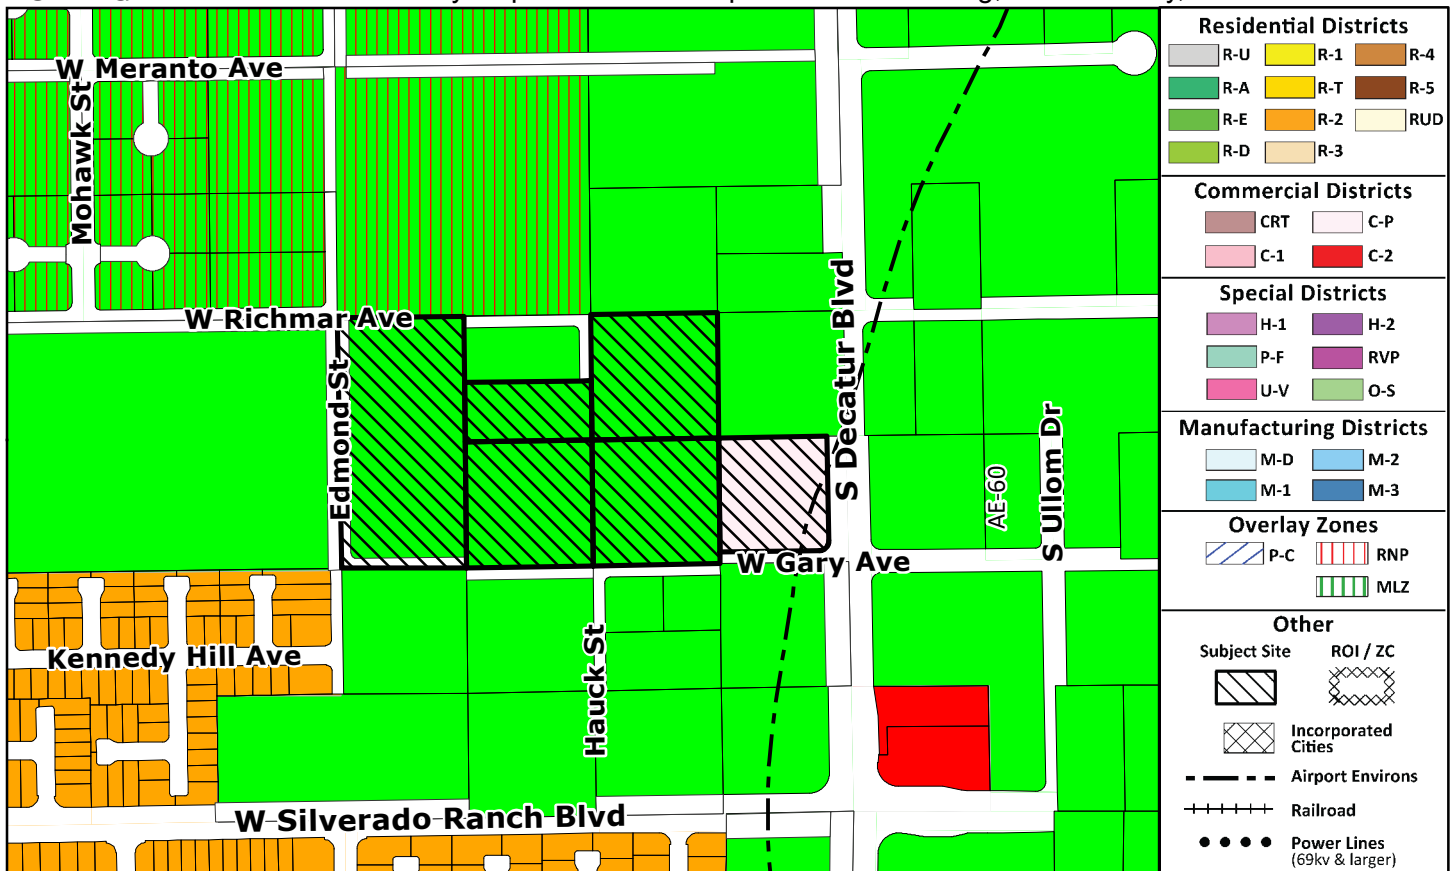 W Meranto Ave
Mohawk St
W Richmar Ave
Edmond St
S Decatur Blvd
AE-60
S Ullom Dr
W Gary Ave
Kennedy Hill Ave
Hauck St
W Silverado Ranch Blvd
Residential Districts
R-U
R-1
R-4
R-A
R-T
R-5
R-E
R-2
RUD
R-D
R-3
Commercial Districts
CRT
C-P
C-1
C-2
Special Districts
H-1
H-2
P-F
RVP
U-V
O-S
Manufacturing Districts
M-D
M-2
M-1
M-3
Overlay Zones
P-C
RNP
MLZ
Other
Subject Site
ROI / ZC
Incorporated
Cities
Airport Environs
Railroad
Power Lines
(69kv & larger)